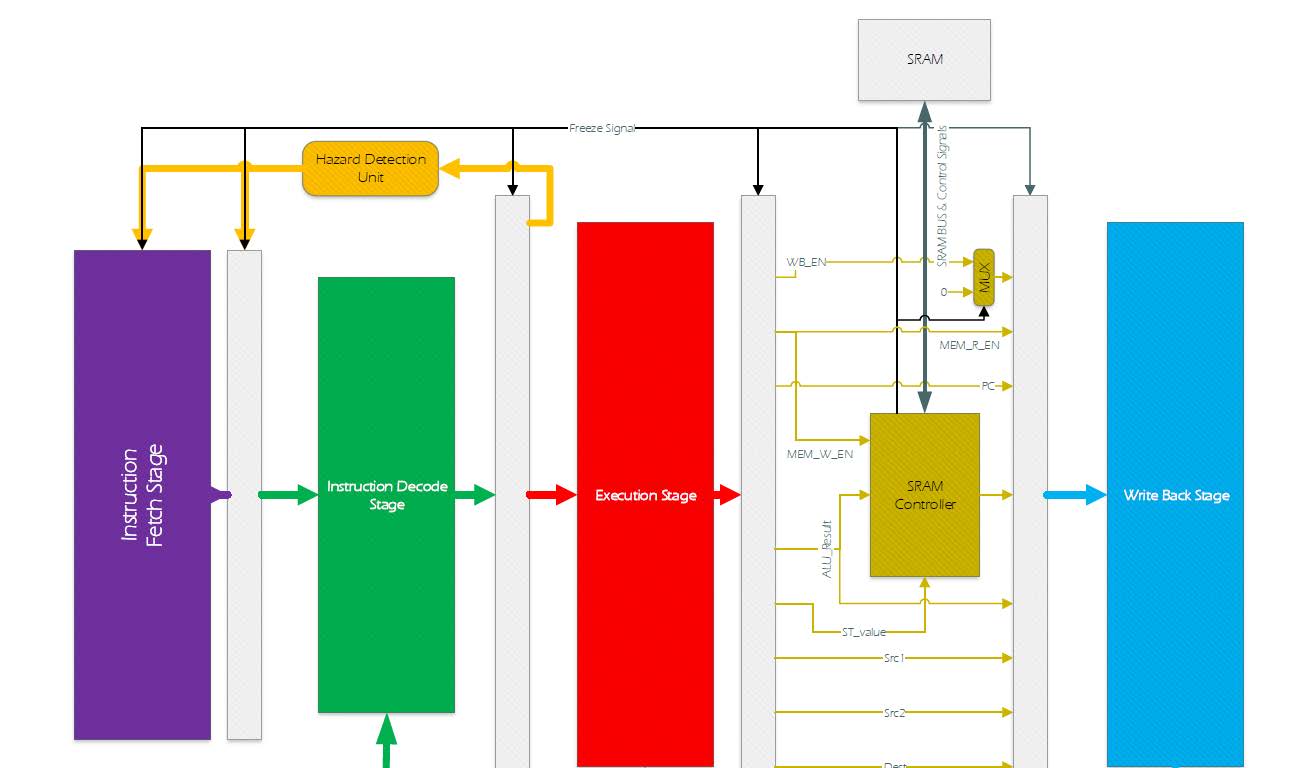 SRAM
Freeze Signal
Hazard Detection
Unit
SRAM BUS & Control Signals
WB_EN
MUX
0
MEM_R_EN
PC
Instruction
Fetch Stage
Instruction Decode
Stage
Execution Stage
MEM_W_EN
SRAM
Controller
Write Back Stage
ALU_Result
ST_value
Src1
Src2
Dest